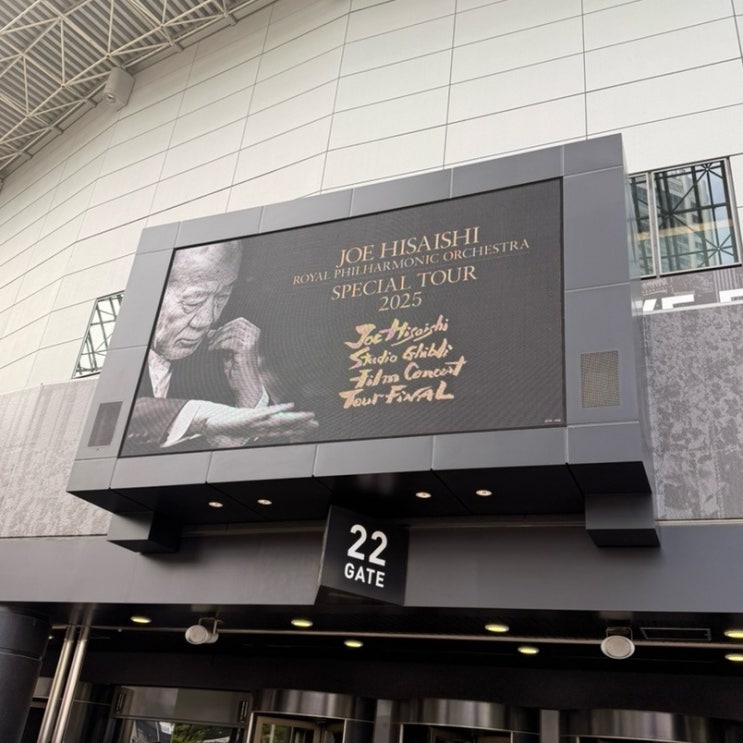 JOE HISAISHI
ROYAL PHILHARMONIC ORCHESTRA
SPECIAL TOUR
2025
Joe Hisaishi
Studio Ghibli
Film Concert
Tour FINAL
22
GATE